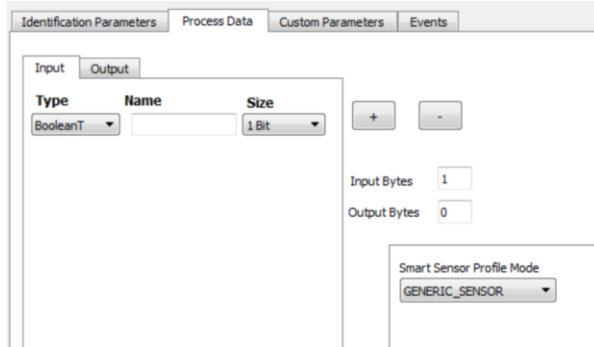 Identification Parameters Process Data Custom Parameters Events
Input Output
Type Name Size
BooleanT 1 Bit + -
Input Bytes 1
Output Bytes 0
Smart Sensor Profile Mode
GENERIC_SENSOR